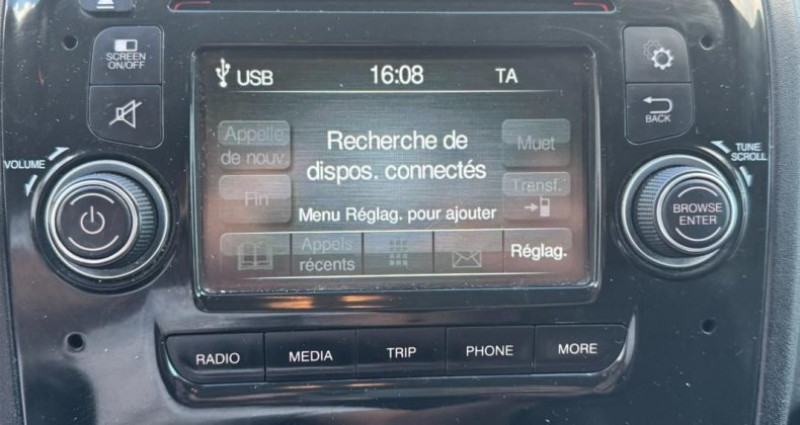 SCREEN
ON/OFF
USB
16:08
TA
BACK
Appelle
de nouv.
Recherche de
dispos. connectés
Muet
VOLUME
TUNE
SCROLL
Fin
Transf.
Menu Réglag. pour ajouter
BROWSE
ENTER
Appels
récents
Réglag.
RADIO
MEDIA
TRIP
PHONE
MORE